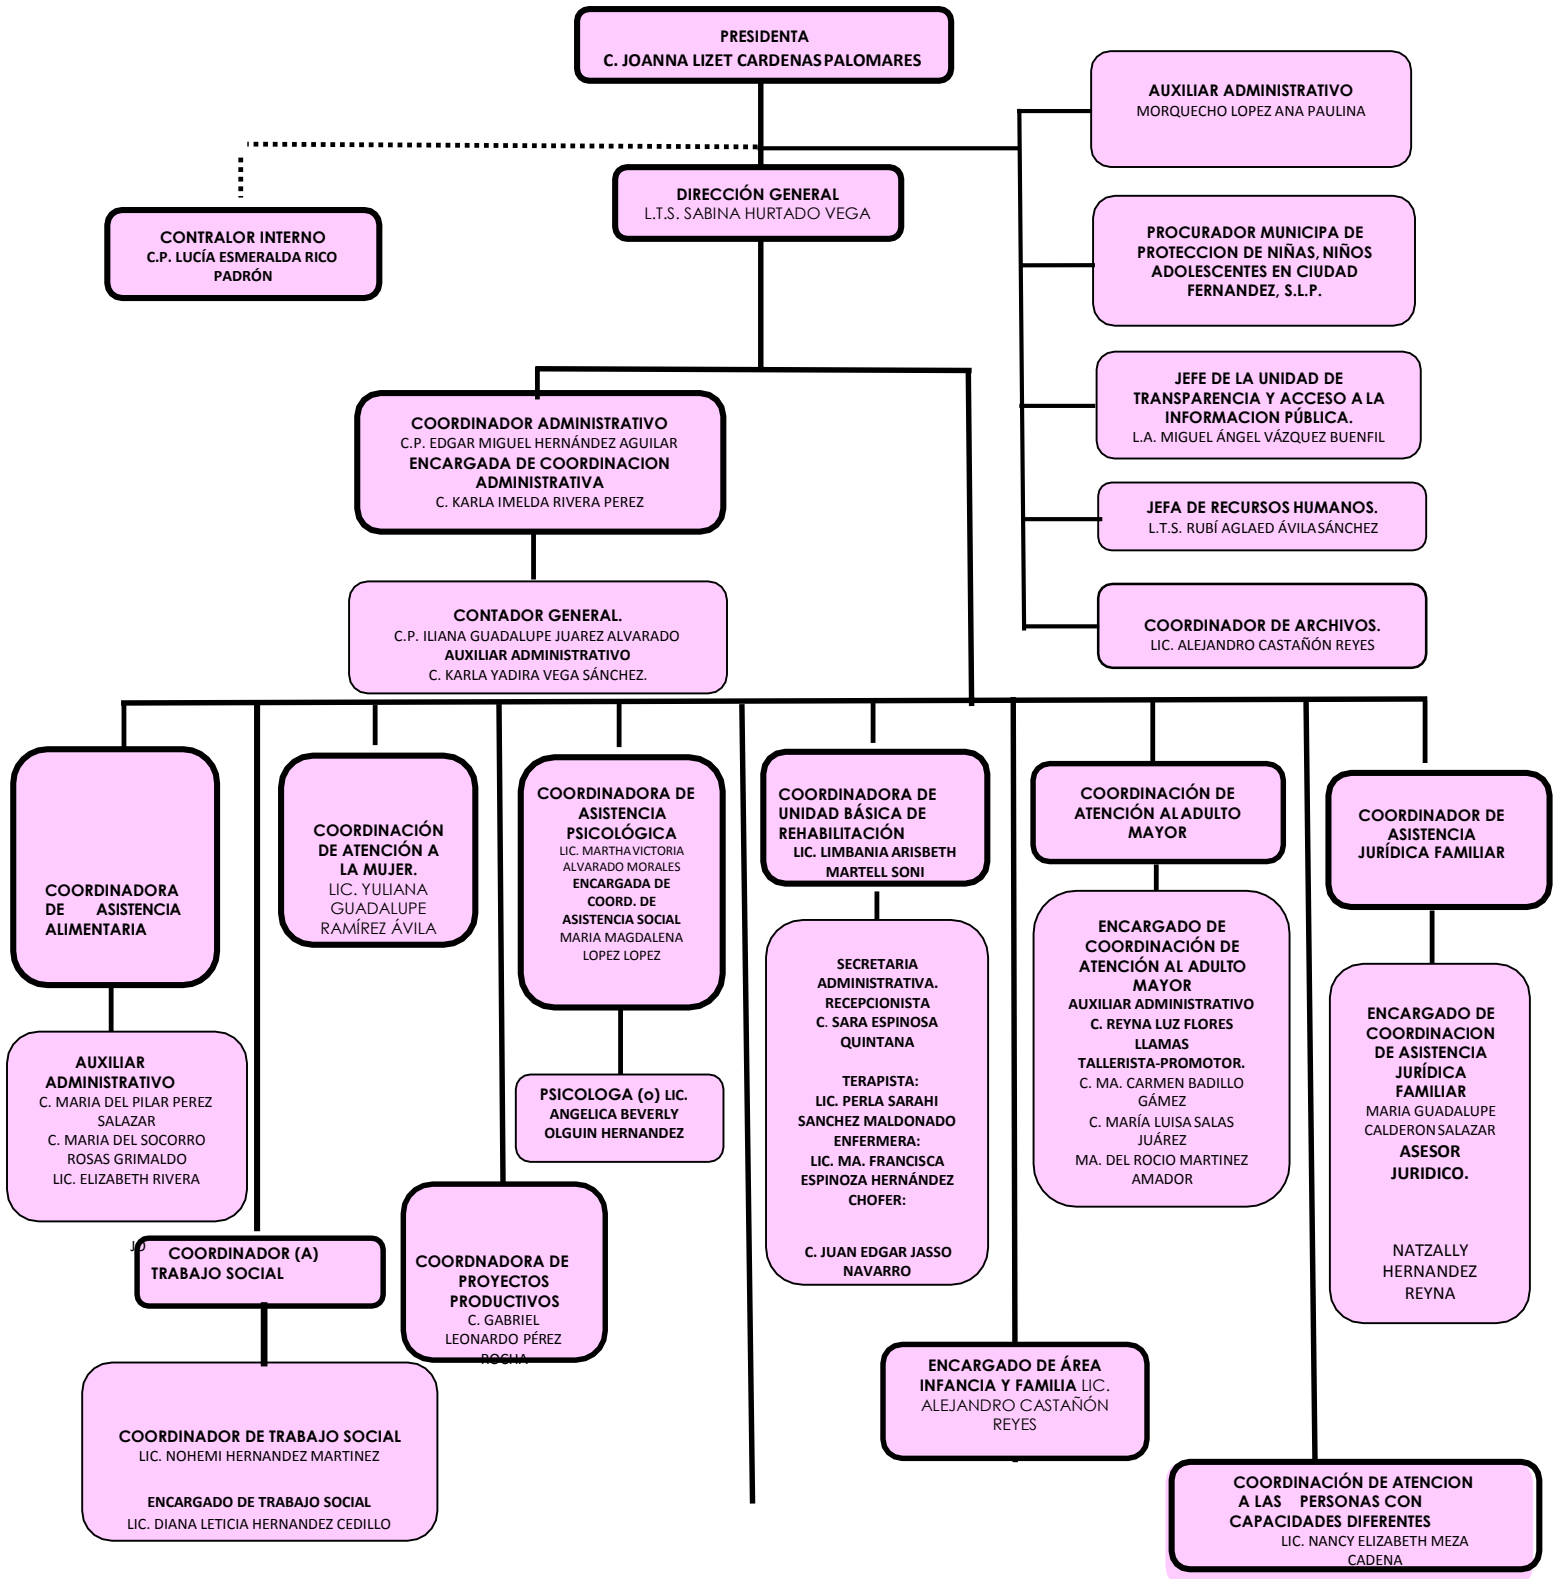 PRESIDENTA
C. JOANNA LIZET CARDENAS PALOMARES
AUXILIAR ADMINISTRATIVO
MORQUECHO LOPEZ ANA PAULINA
DIRECCIÓN GENERAL
L.T.S. SABINA HURTADO VEGA
CONTRALOR INTERNO
C.P. LUCÍA ESMERALDA RICO
PADRÓN
PROCURADOR MUNICIPA DE
PROTECCION DE NIÑAS, NIÑOS
ADOLESCENTES EN CIUDAD
FERNANDEZ, S.L.P.
JEFE DE LA UNIDAD DE
TRANSPARENCIA Y ACCESO A LA
INFORMACION PÚBLICA.
L.A. MIGUEL ÁNGEL VÁZQUEZ BUENFIL
COORDINADOR ADMINISTRATIVO
C.P. EDGAR MIGUEL HERNÁNDEZ AGUILAR
ENCARGADA DE COORDINACION
ADMINISTRATIVA
C. KARLA IMELDA RIVERA PEREZ
JEFA DE RECURSOS HUMANOS.
L.T.S. RUBÍ AGLAED ÁVILA SÁNCHEZ
CONTADOR GENERAL.
C.P. ILIANA GUADALUPE JUAREZ ALVARADO
AUXILIAR ADMINISTRATIVO
C. KARLA YADIRA VEGA SÁNCHEZ.
COORDINADOR DE ARCHIVOS.
LIC. ALEJANDRO CASTAÑÓN REYES
COORDINADORA
DE ASISTENCIA
ALIMENTARIA
COORDINACIÓN
DE ATENCIÓN A
LA MUJER.
LIC. YULIANA
GUADALUPE
RAMÍREZ ÁVILA
COORDINADORA DE
ASISTENCIA
PSICOLÓGICA
LIC. MARTHA VICTORIA
ALVARADO MORALES
ENCARGADA DE
COORD. DE
ASISTENCIA SOCIAL
MARIA MAGDALENA
LOPEZ LOPEZ
COORDINADORA DE
UNIDAD BÁSICA DE
REHABILITACIÓN
LIC. LIMBANIA ARISBETH
MARTELL SONI
COORDINACIÓN DE
ATENCIÓN AL ADULTO
MAYOR
COORDINADOR DE
ASISTENCIA
JURÍDICA FAMILIAR
AUXILIAR
ADMINISTRATIVO
C. MARIA DEL PILAR PEREZ
SALAZAR
C. MARIA DEL SOCORRO
ROSAS GRIMALDO
LIC. ELIZABETH RIVERA
JO
PSICOLOGA (o) LIC.
ANGELICA BEVERLY
OLGUIN HERNANDEZ
SECRETARIA
ADMINISTRATIVA.
RECEPCIONISTA
C. SARA ESPINOSA
QUINTANA
TERAPISTA:
LIC. PERLA SARAHI
SANCHEZ MALDONADO
ENFERMERA:
LIC. MA. FRANCISCA
ESPINOZA HERNÁNDEZ
CHOFER:
C. JUAN EDGAR JASSO
NAVARRO
ENCARGADO DE
COORDINACIÓN DE
ATENCIÓN AL ADULTO
MAYOR
AUXILIAR ADMINISTRATIVO
C. REYNA LUZ FLORES
LLAMAS
TALLERISTA-PROMOTOR.
C. MA. CARMEN BADILLO
GÁMEZ
C. MARÍA LUISA SALAS
JUÁREZ
MA. DEL ROCIO MARTINEZ
AMADOR
ENCARGADO DE
COORDINACION
DE ASISTENCIA
JURÍDICA
FAMILIAR
MARIA GUADALUPE
CALDERON SALAZAR
ASESOR
JURIDICO.
NATZALLY
HERNANDEZ
REYNA
COORDINADOR (A)
TRABAJO SOCIAL
COORDNADORA DE
PROYECTOS
PRODUCTIVOS
C. GABRIEL
LEONARDO PÉREZ
ROCHA
ENCARGADO DE ÁREA
INFANCIA Y FAMILIA LIC.
ALEJANDRO CASTAÑÓN
REYES
COORDINADOR DE TRABAJO SOCIAL
LIC. NOHEMI HERNANDEZ MARTINEZ
ENCARGADO DE TRABAJO SOCIAL
LIC. DIANA LETICIA HERNANDEZ CEDILLO
COORDINACIÓN DE ATENCION
A LAS PERSONAS CON
CAPACIDADES DIFERENTES
LIC. NANCY ELIZABETH MEZA
CADENA